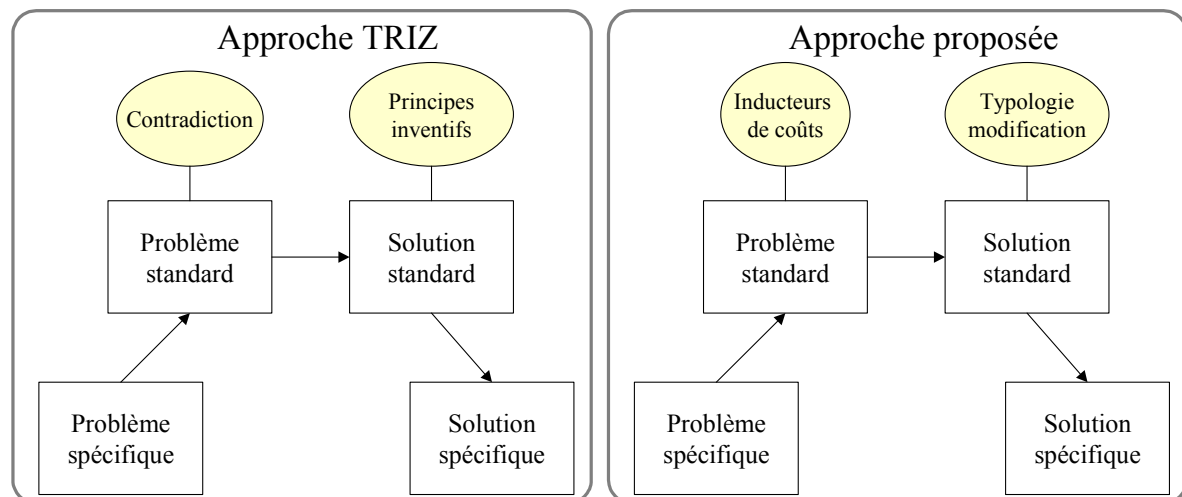 Approche TRIZ
Contradiction
Principes
inventifs
Problème
standard
Solution
standard
Problème
spécifique
Solution
spécifique
Approche proposée
Inducteurs
de coûts
Typologie
modification
Problème
standard
Solution
standard
Problème
spécifique
Solution
spécifique